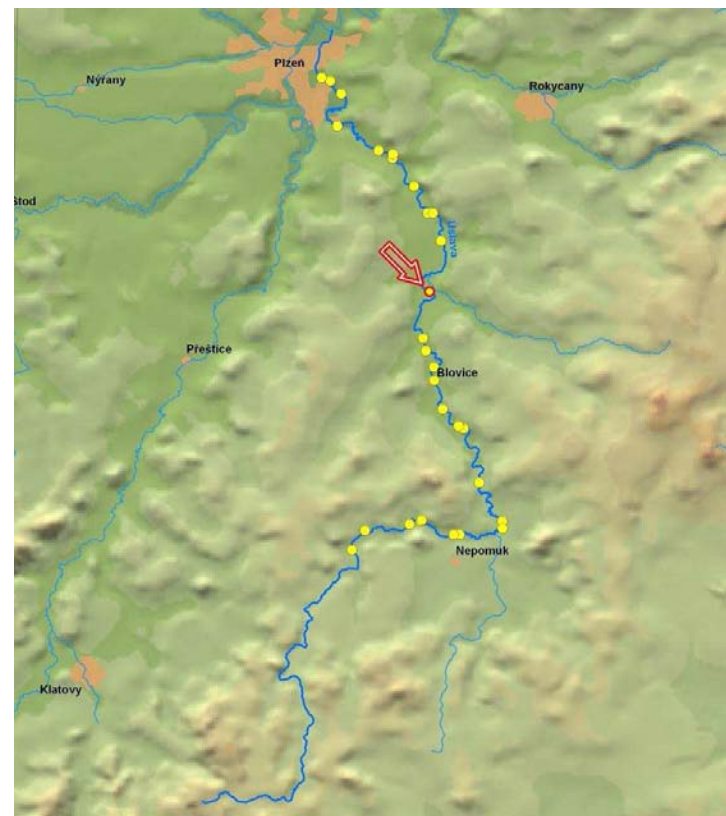 Plzeň
Nýřany
Rokycany
Stod
Úslava
Přeštice
Blovice
Nepomuk
Klatovy